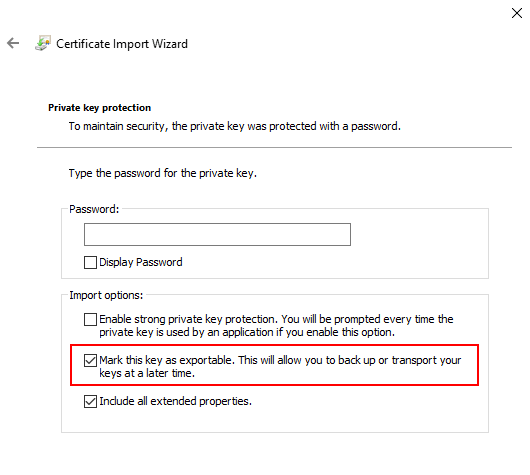 Certificate Import Wizard
Private key protection
To maintain security, the private key was protected with a password.
Type the password for the private key.
Password:
Display Password
Import options:
Enable strong private key protection. You will be prompted every time the
private key is used by an application if you enable this option.
Mark this key as exportable. This will allow you to back up or transport your
keys at a later time.
Include all extended properties.